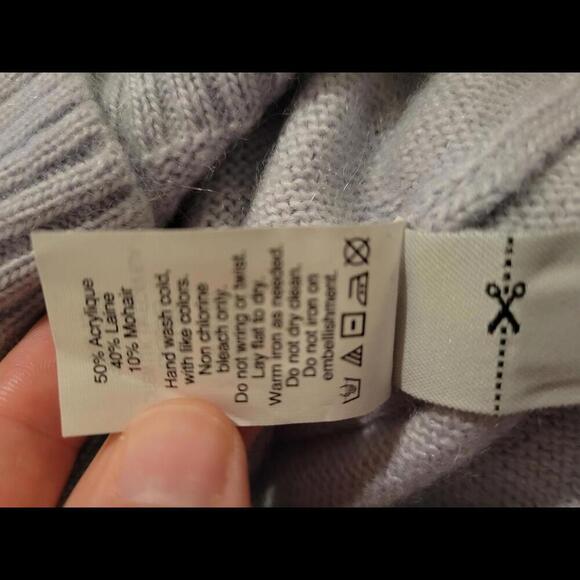 50% Acrylique
40% Laine
10% Mohair
Hand wash cold,
with like colors.
Non chlorine
bleach only.
Do not wring or twist.
Lay flat to dry.
Warm iron as needed.
Do not dry clean.
Do not iron on
embellishment.